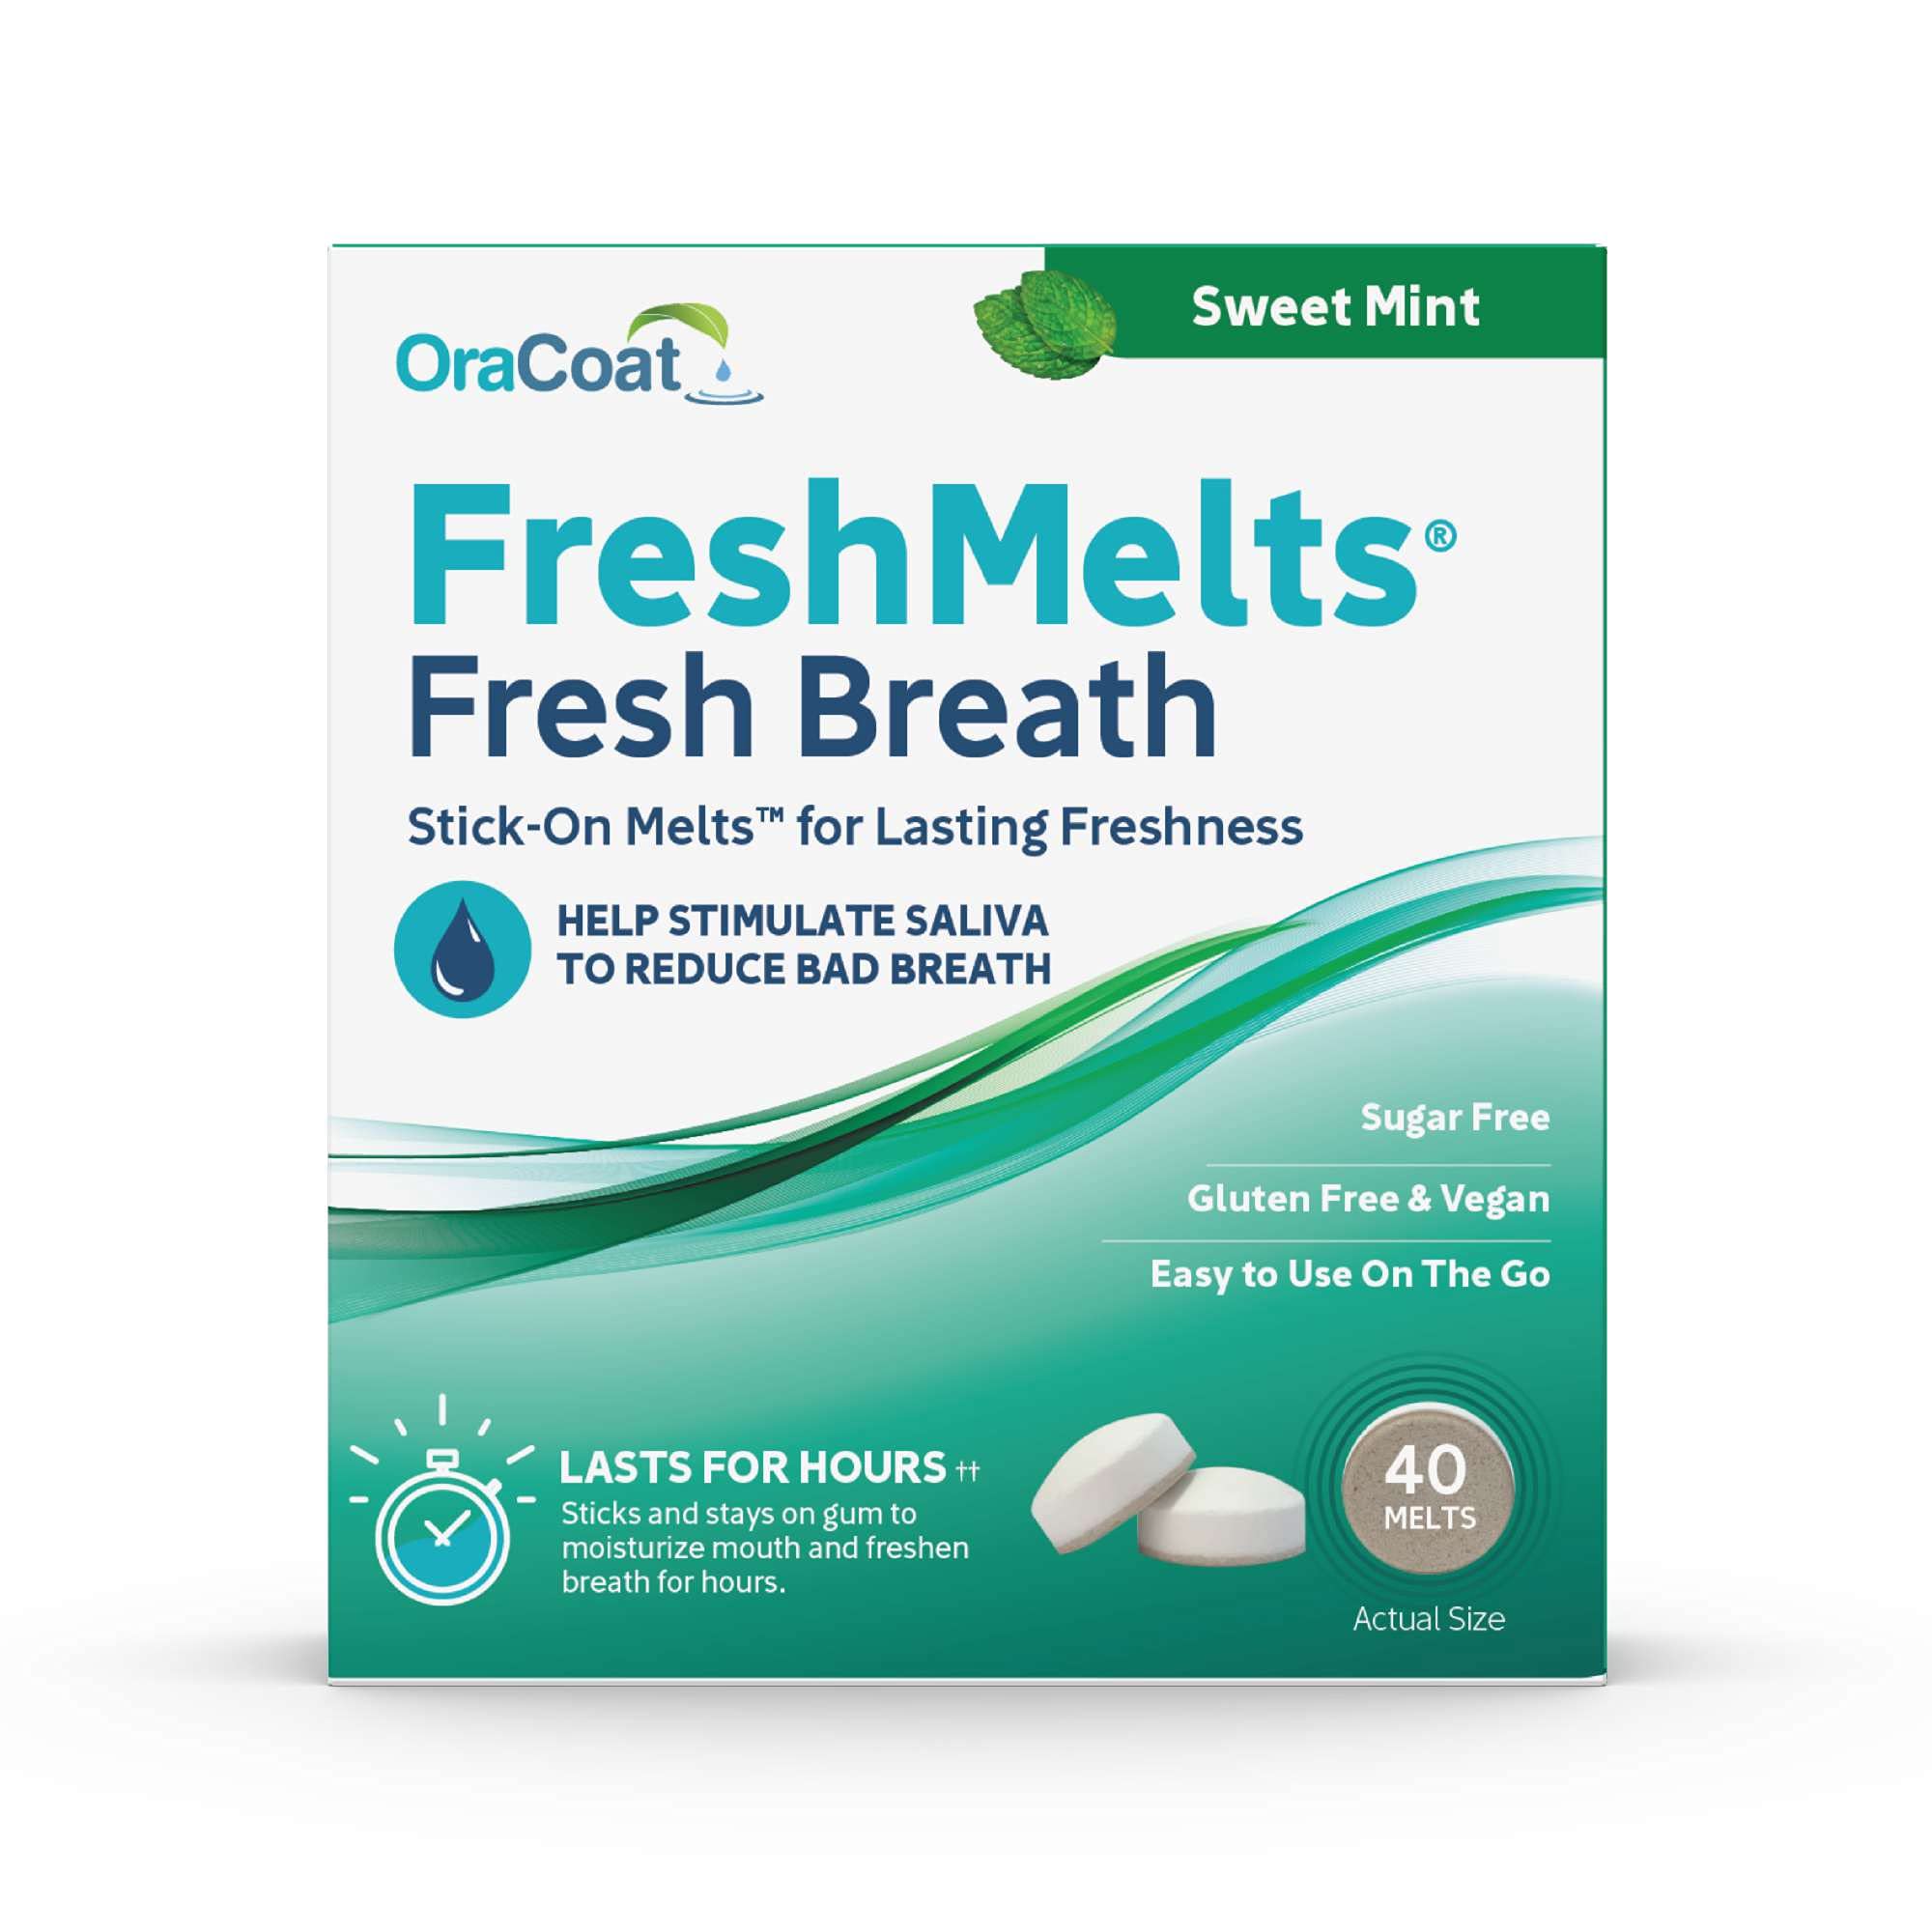 OraCoat
Sweet Mint
FreshMelts®
Fresh Breath
Stick-On Melts™ for Lasting Freshness
HELP STIMULATE SALIVA
TO REDUCE BAD BREATH
Sugar Free
Gluten Free & Vegan
Easy to Use On The Go
LASTS FOR HOURS ††
Sticks and stays on gum to
moisturize mouth and freshen
breath for hours.
40
MELTS
Actual Size